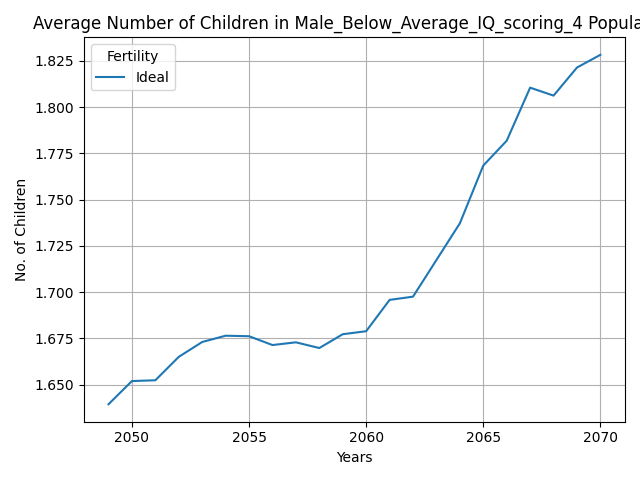 Average Number of Children in Male_Below_Average_IQ_scoring_4 Popula
Fertility
Ideal
1.825
1.800
1.775
1.750
1.725
1.700
1.675
1.650
No. of Children
2050
2055
2060
2065
2070
Years